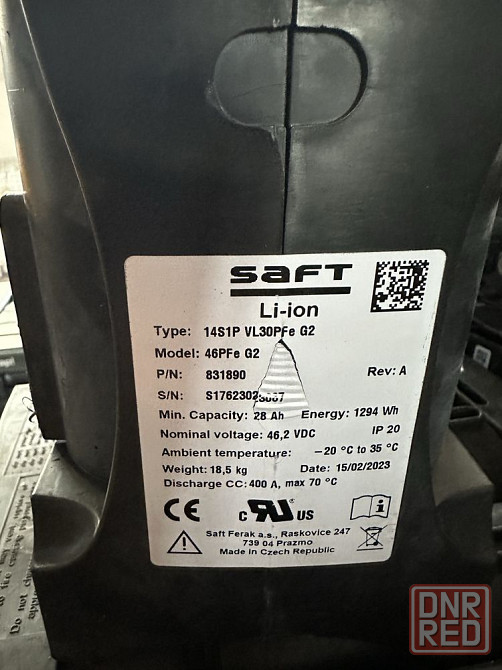 SAFT
Li-ion
Type: 14S1P VL30PFe G2
Model: 46PFe G2
P/N: 831890 Rev: A
S/N:
Min. Capacity: 28 Ah Energy: 1294 Wh
Nominal voltage: 46,2 VDC IP 20
Ambient temperature: −20 °C to 35 °C
Weight: 18,5 kg Date: 15/02/2023
Discharge CC: 400 A, max 70 °C
CE c RU US
Saft Ferak a.s., Raskovice 247
739 04 Prazmo
Made in Czech Republic
DNR
RED